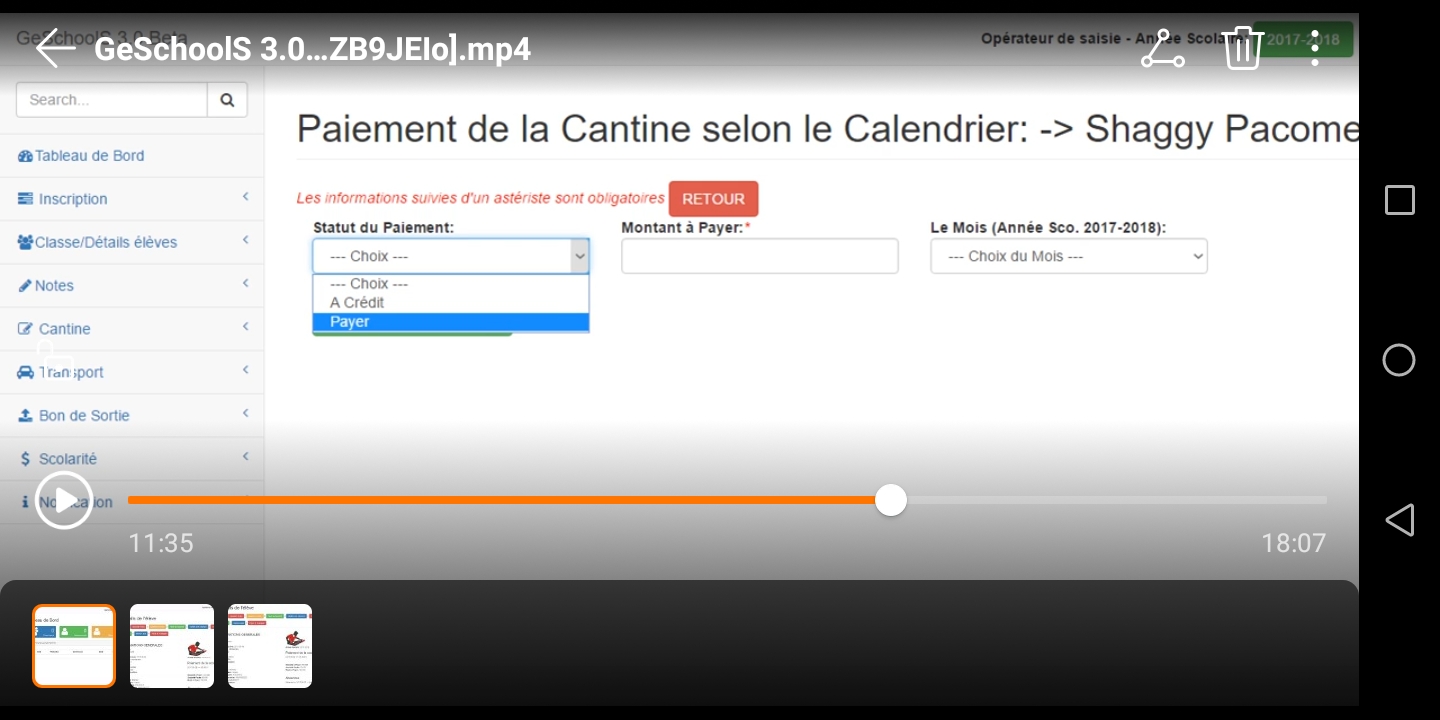 GeSchoolS 3.0 Beta
GeSchoolS 3.0...ZB9JEIo].mp4
Opérateur de saisie - Année Scolaire 2017-2018
Search...
Paiement de la Cantine selon le Calendrier: -> Shaggy Pacome
Tableau de Bord
Inscription
Classe/Détails élèves
Notes
Cantine
Transport
Bon de Sortie
$ Scolarité
Notification
Les informations suivies d'un astériste sont obligatoires RETOUR
Statut du Paiement: Montant à Payer:* Le Mois (Année Sco. 2017-2018):
--- Choix --- --- Choix du Mois ---
--- Choix ---
A Crédit
Payer
11:35 18:07